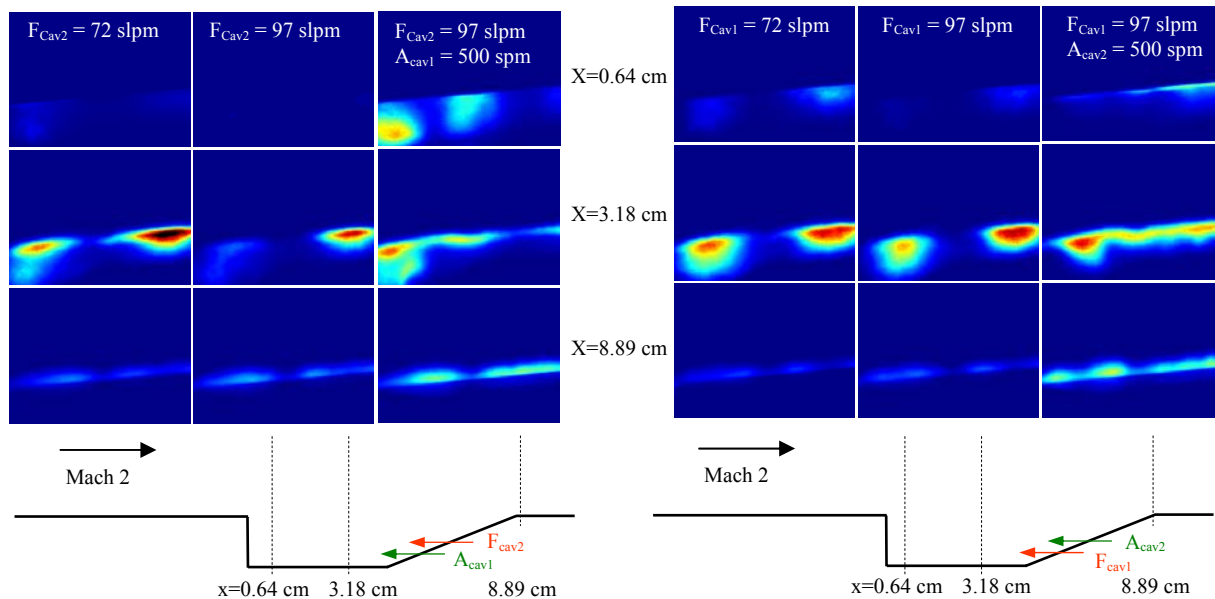 F_Cav2 = 72 slpm
F_Cav2 = 97 slpm
F_Cav2 = 97 slpm
A_cav1 = 500 spm
X=0.64 cm
X=3.18 cm
X=8.89 cm
Mach 2
F_cav2
A_cav1
x=0.64 cm
3.18 cm
8.89 cm
F_Cav1 = 72 slpm
F_Cav1 = 97 slpm
F_Cav1 = 97 slpm
A_cav2 = 500 spm
Mach 2
A_cav2
F_cav1
x=0.64 cm
3.18 cm
8.89 cm